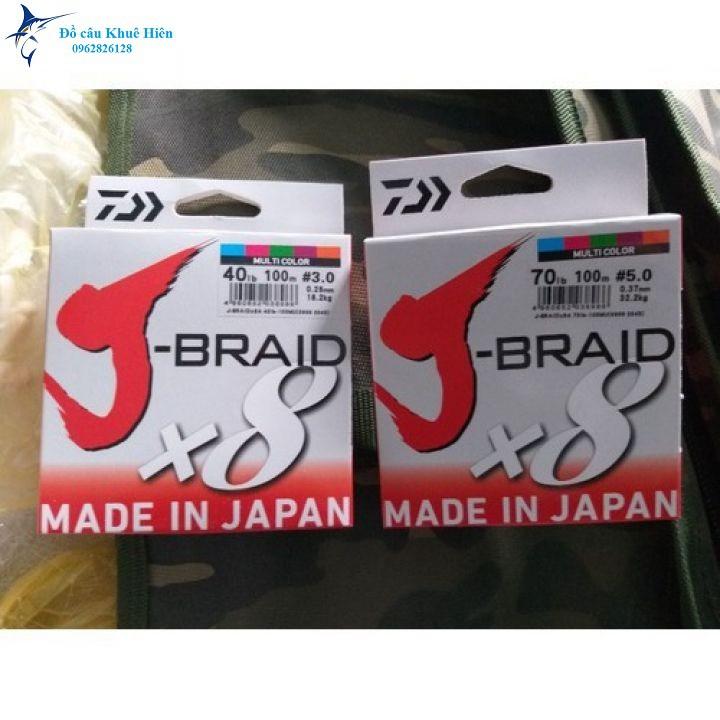 Đồ câu Khuê Hiên
0962826128
MULTI COLOR
40lb 100m #3.0
0.28mm
18.2kg
J-BRAID
x8
MADE IN JAPAN
MULTI COLOR
70lb 100m #5.0
0.37mm
32.2kg
J-BRAID
x8
MADE IN JAPAN